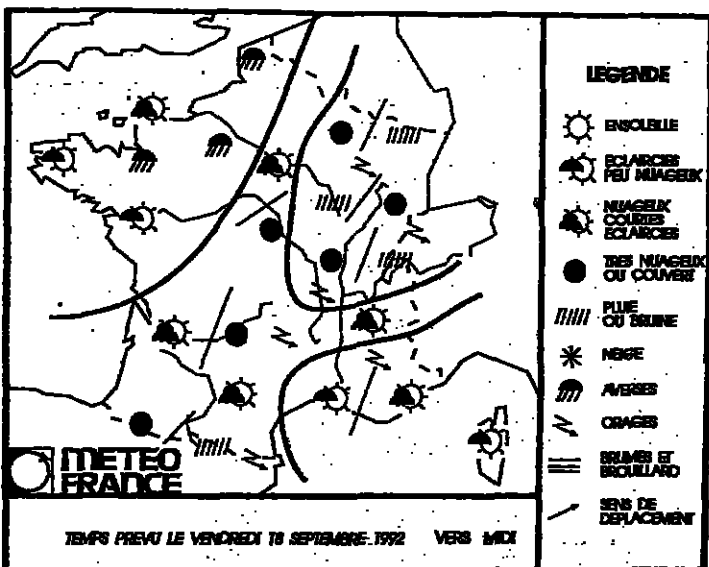 METEO
FRANCE
TEMPS PREVU LE VENDREDI 18 SEPTEMBRE 1992 VERS MIDI
LEGENDE
ENSOLEILLE
ECLAIRCIES
PEU NUAGEUX
NUAGEUX
COURTES
ECLAIRCIES
TRES NUAGEUX
OU COUVERT
PLUIE
OU BRUINE
NEIGE
AVERSES
ORAGES
BRUMES ET
BROUILLARD
SENS DE
DEPLACEMENT